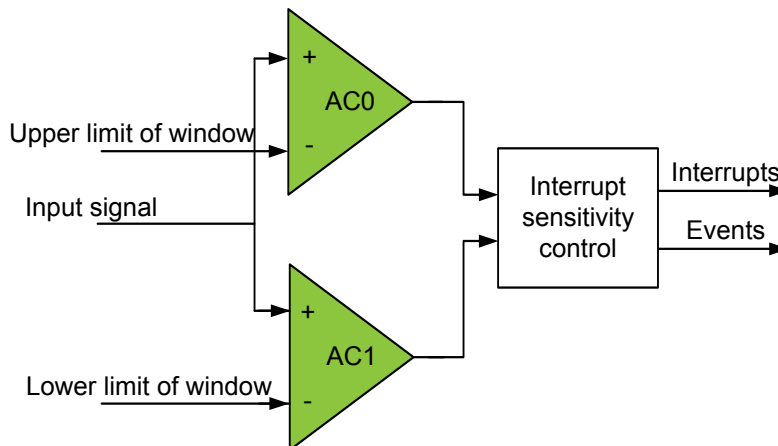 +
AC0
Upper limit of window
-
Input signal
Interrupt
sensitivity
control
Interrupts
Events
+
AC1
Lower limit of window
-